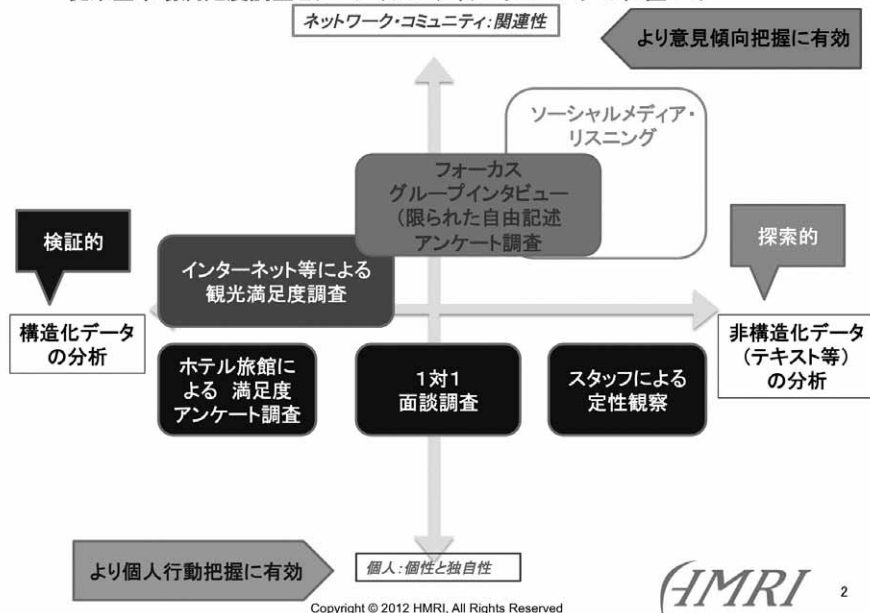 ネットワーク・コミュニティ：関連性
より意見傾向把握に有効
ソーシャルメディア・
リスニング
フォーカス
グループインタビュー
（限られた自由記述
アンケート調査
検証的
探索的
インターネット等による
観光満足度調査
構造化データ
の分析
非構造化データ
（テキスト等）
の分析
ホテル旅館に
よる 満足度
アンケート調査
１対１
面談調査
スタッフによる
定性観察
より個人行動把握に有効
個人：個性と独自性
Copyright © 2012 HMRI, All Rights Reserved
HMRI
2